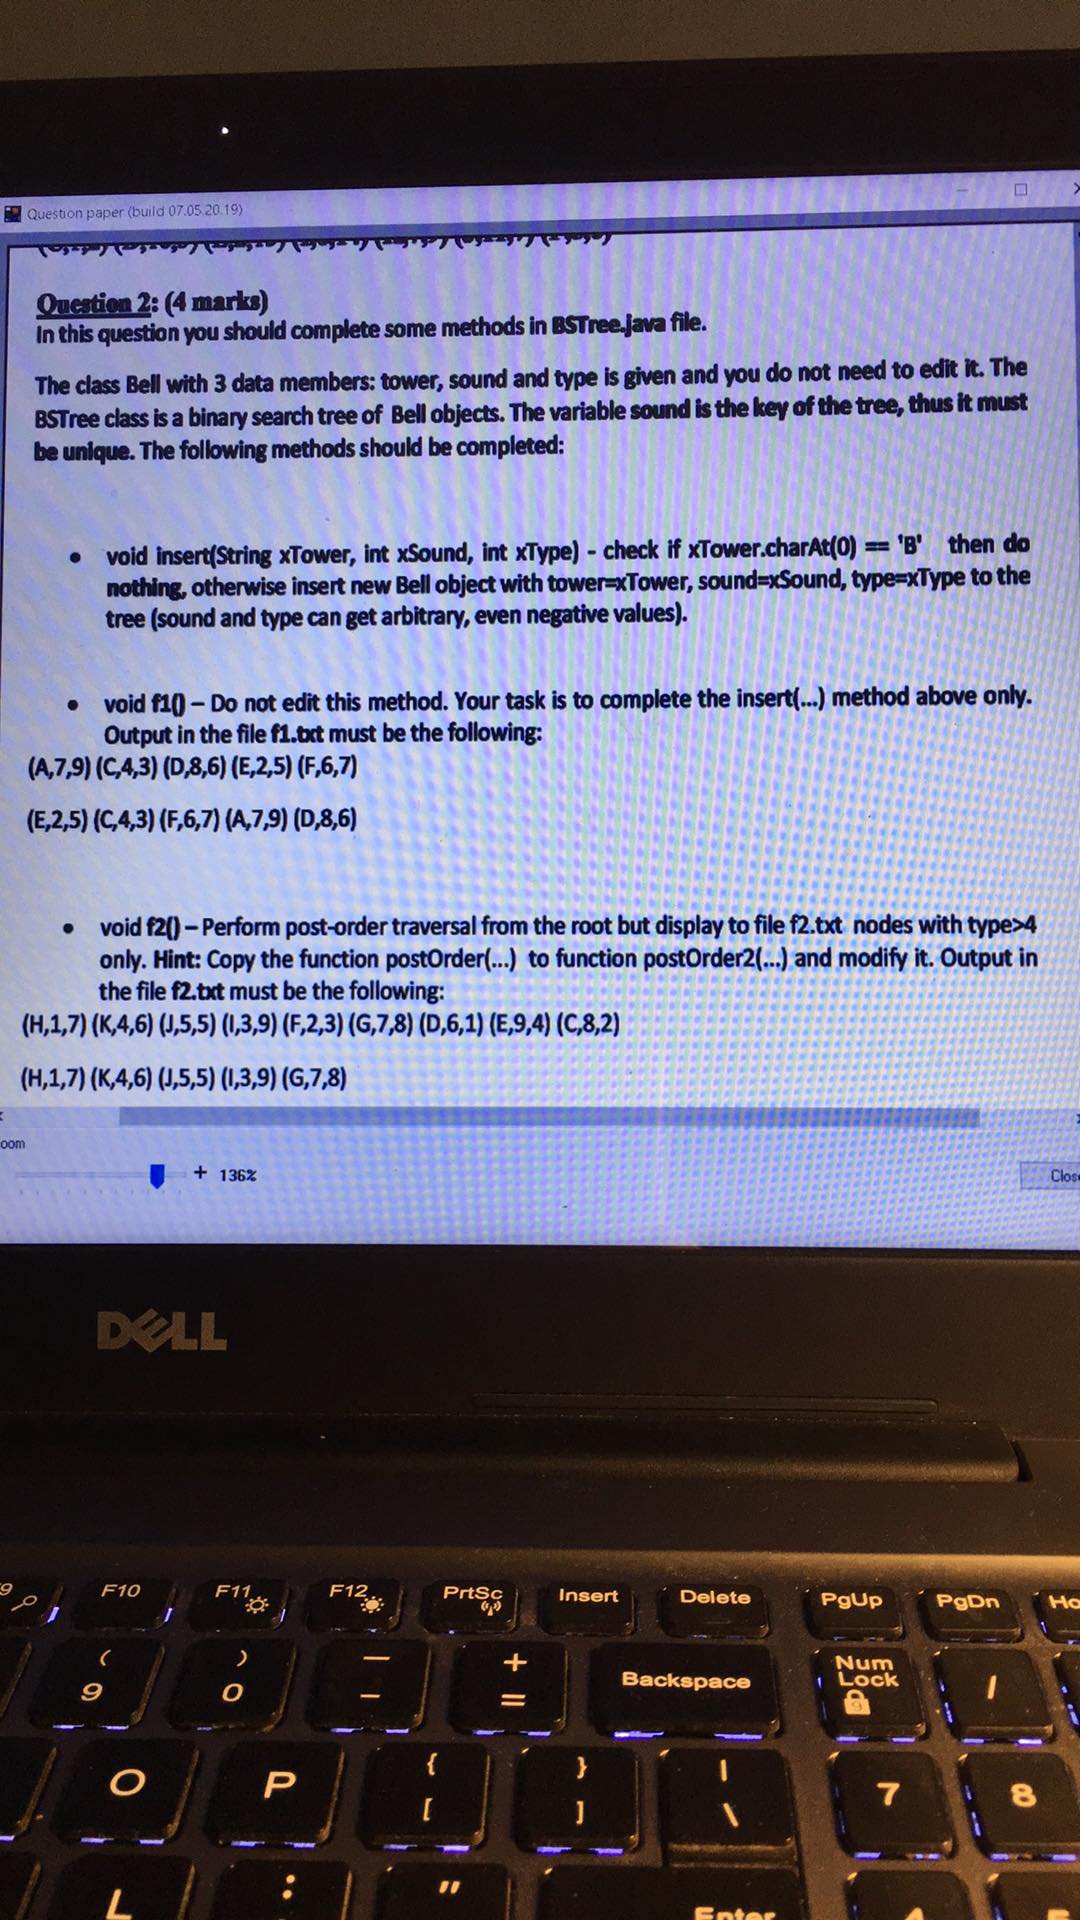 Question paper (build 07.05.20.19)
Question 2: (4 marks)
In this question you should complete some methods in BSTree.java file.
The class Bell with 3 data members: tower, sound and type is given and you do not need to edit it. The
BSTree class is a binary search tree of Bell objects. The variable sound is the key of the tree, thus it must
be unique. The following methods should be completed:
• void insert(String xTower, int xSound, int xType) - check if xTower.charAt(0) == 'B' then do
nothing, otherwise insert new Bell object with tower=xTower, sound=xSound, type=xType to the
tree (sound and type can get arbitrary, even negative values).
• void f1() – Do not edit this method. Your task is to complete the insert(...) method above only.
Output in the file f1.txt must be the following:
(A,7,9) (C,4,3) (D,8,6) (E,2,5) (F,6,7)
(E,2,5) (C,4,3) (F,6,7) (A,7,9) (D,8,6)
• void f2() – Perform post-order traversal from the root but display to file f2.txt nodes with type>4
only. Hint: Copy the function postOrder(...) to function postOrder2(...) and modify it. Output in
the file f2.txt must be the following:
(H,1,7) (K,4,6) (J,5,5) (I,3,9) (F,2,3) (G,7,8) (D,6,1) (E,9,4) (C,8,2)
(H,1,7) (K,4,6) (J,5,5) (I,3,9) (G,7,8)
oom
+ 136%
Close
DELL
F10 F11 F12 PrtSc Insert Delete PgUp PgDn Ho
( ) — + Backspace Num Lock /
9 0 – =
O P { } | 7 8
[ ] \
L : " Enter